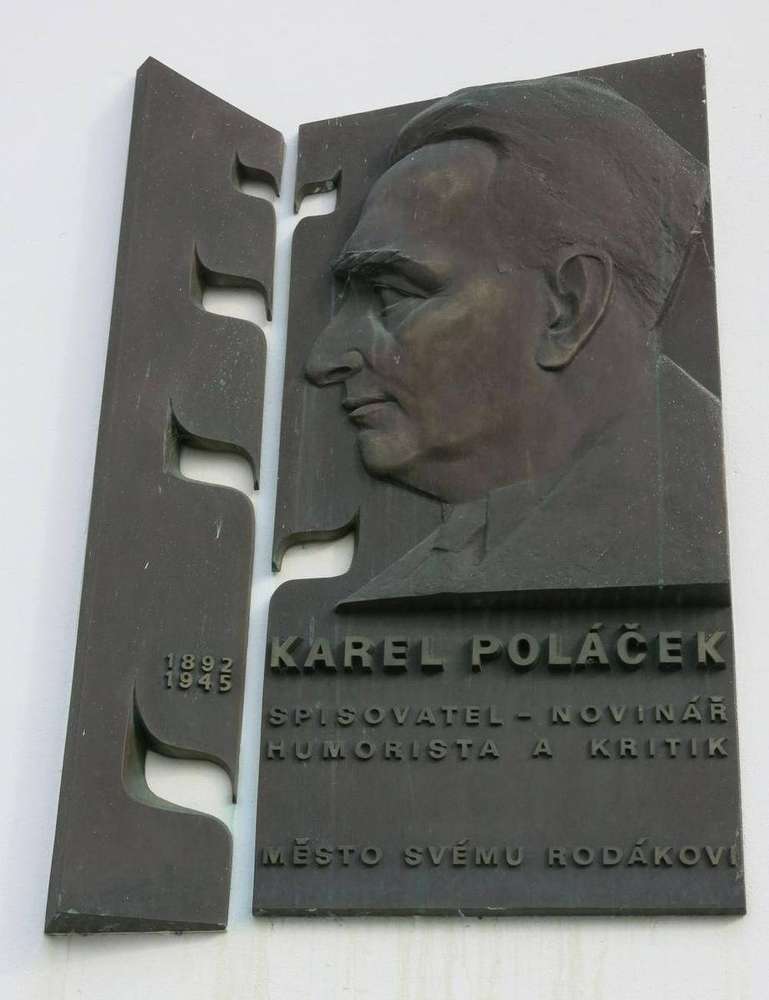 1892
1945
KAREL POLÁČEK
SPISOVATEL - NOVINÁŘ
HUMORISTA A KRITIK
MĚSTO SVÉMU RODÁKOVI